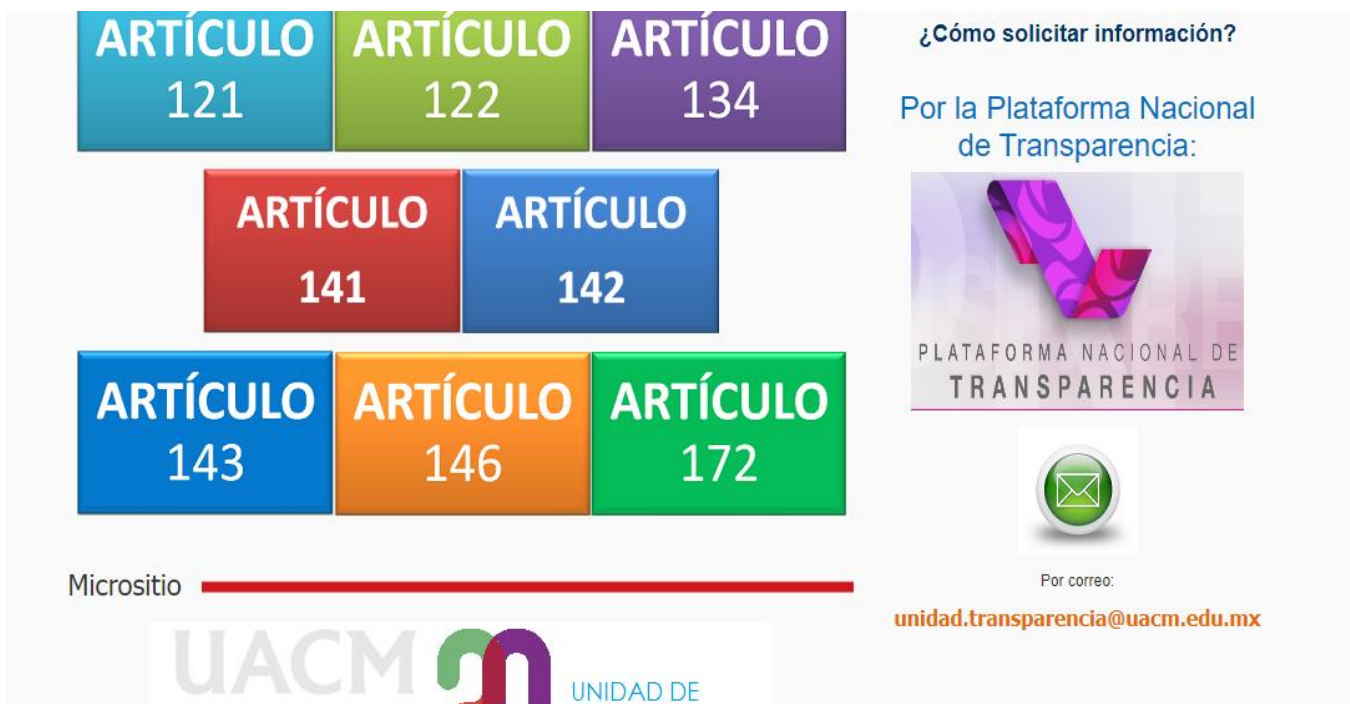 ARTÍCULO
121
ARTÍCULO
122
ARTÍCULO
134
ARTÍCULO
141
ARTÍCULO
142
ARTÍCULO
143
ARTÍCULO
146
ARTÍCULO
172
Micrositio
UACM
UNIDAD DE
¿Cómo solicitar información?
Por la Plataforma Nacional
de Transparencia:
PLATAFORMA NACIONAL DE
TRANSPARENCIA
Por correo:
unidad.transparencia@uacm.edu.mx